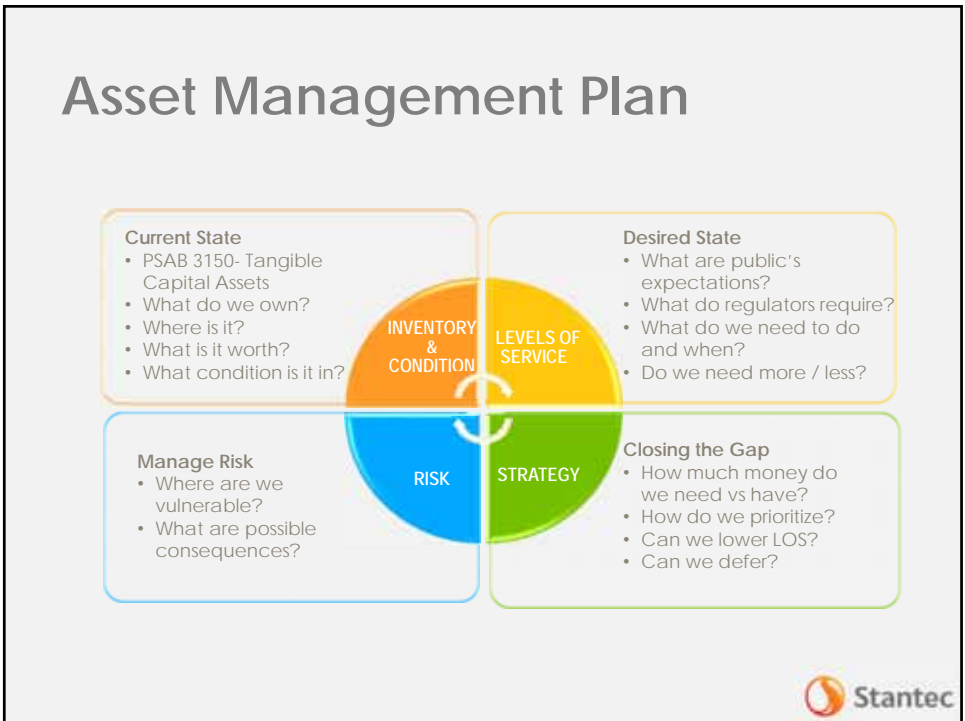 Asset Management Plan
Current State
• PSAB 3150- Tangible
Capital Assets
• What do we own?
• Where is it?
• What is it worth?
• What condition is it in?
Desired State
• What are public's
expectations?
• What do regulators require?
• What do we need to do
and when?
• Do we need more / less?
INVENTORY
&
CONDITION
LEVELS OF
SERVICE
RISK
STRATEGY
Manage Risk
• Where are we
vulnerable?
• What are possible
consequences?
Closing the Gap
• How much money do
we need vs have?
• How do we prioritize?
• Can we lower LOS?
• Can we defer?
Stantec